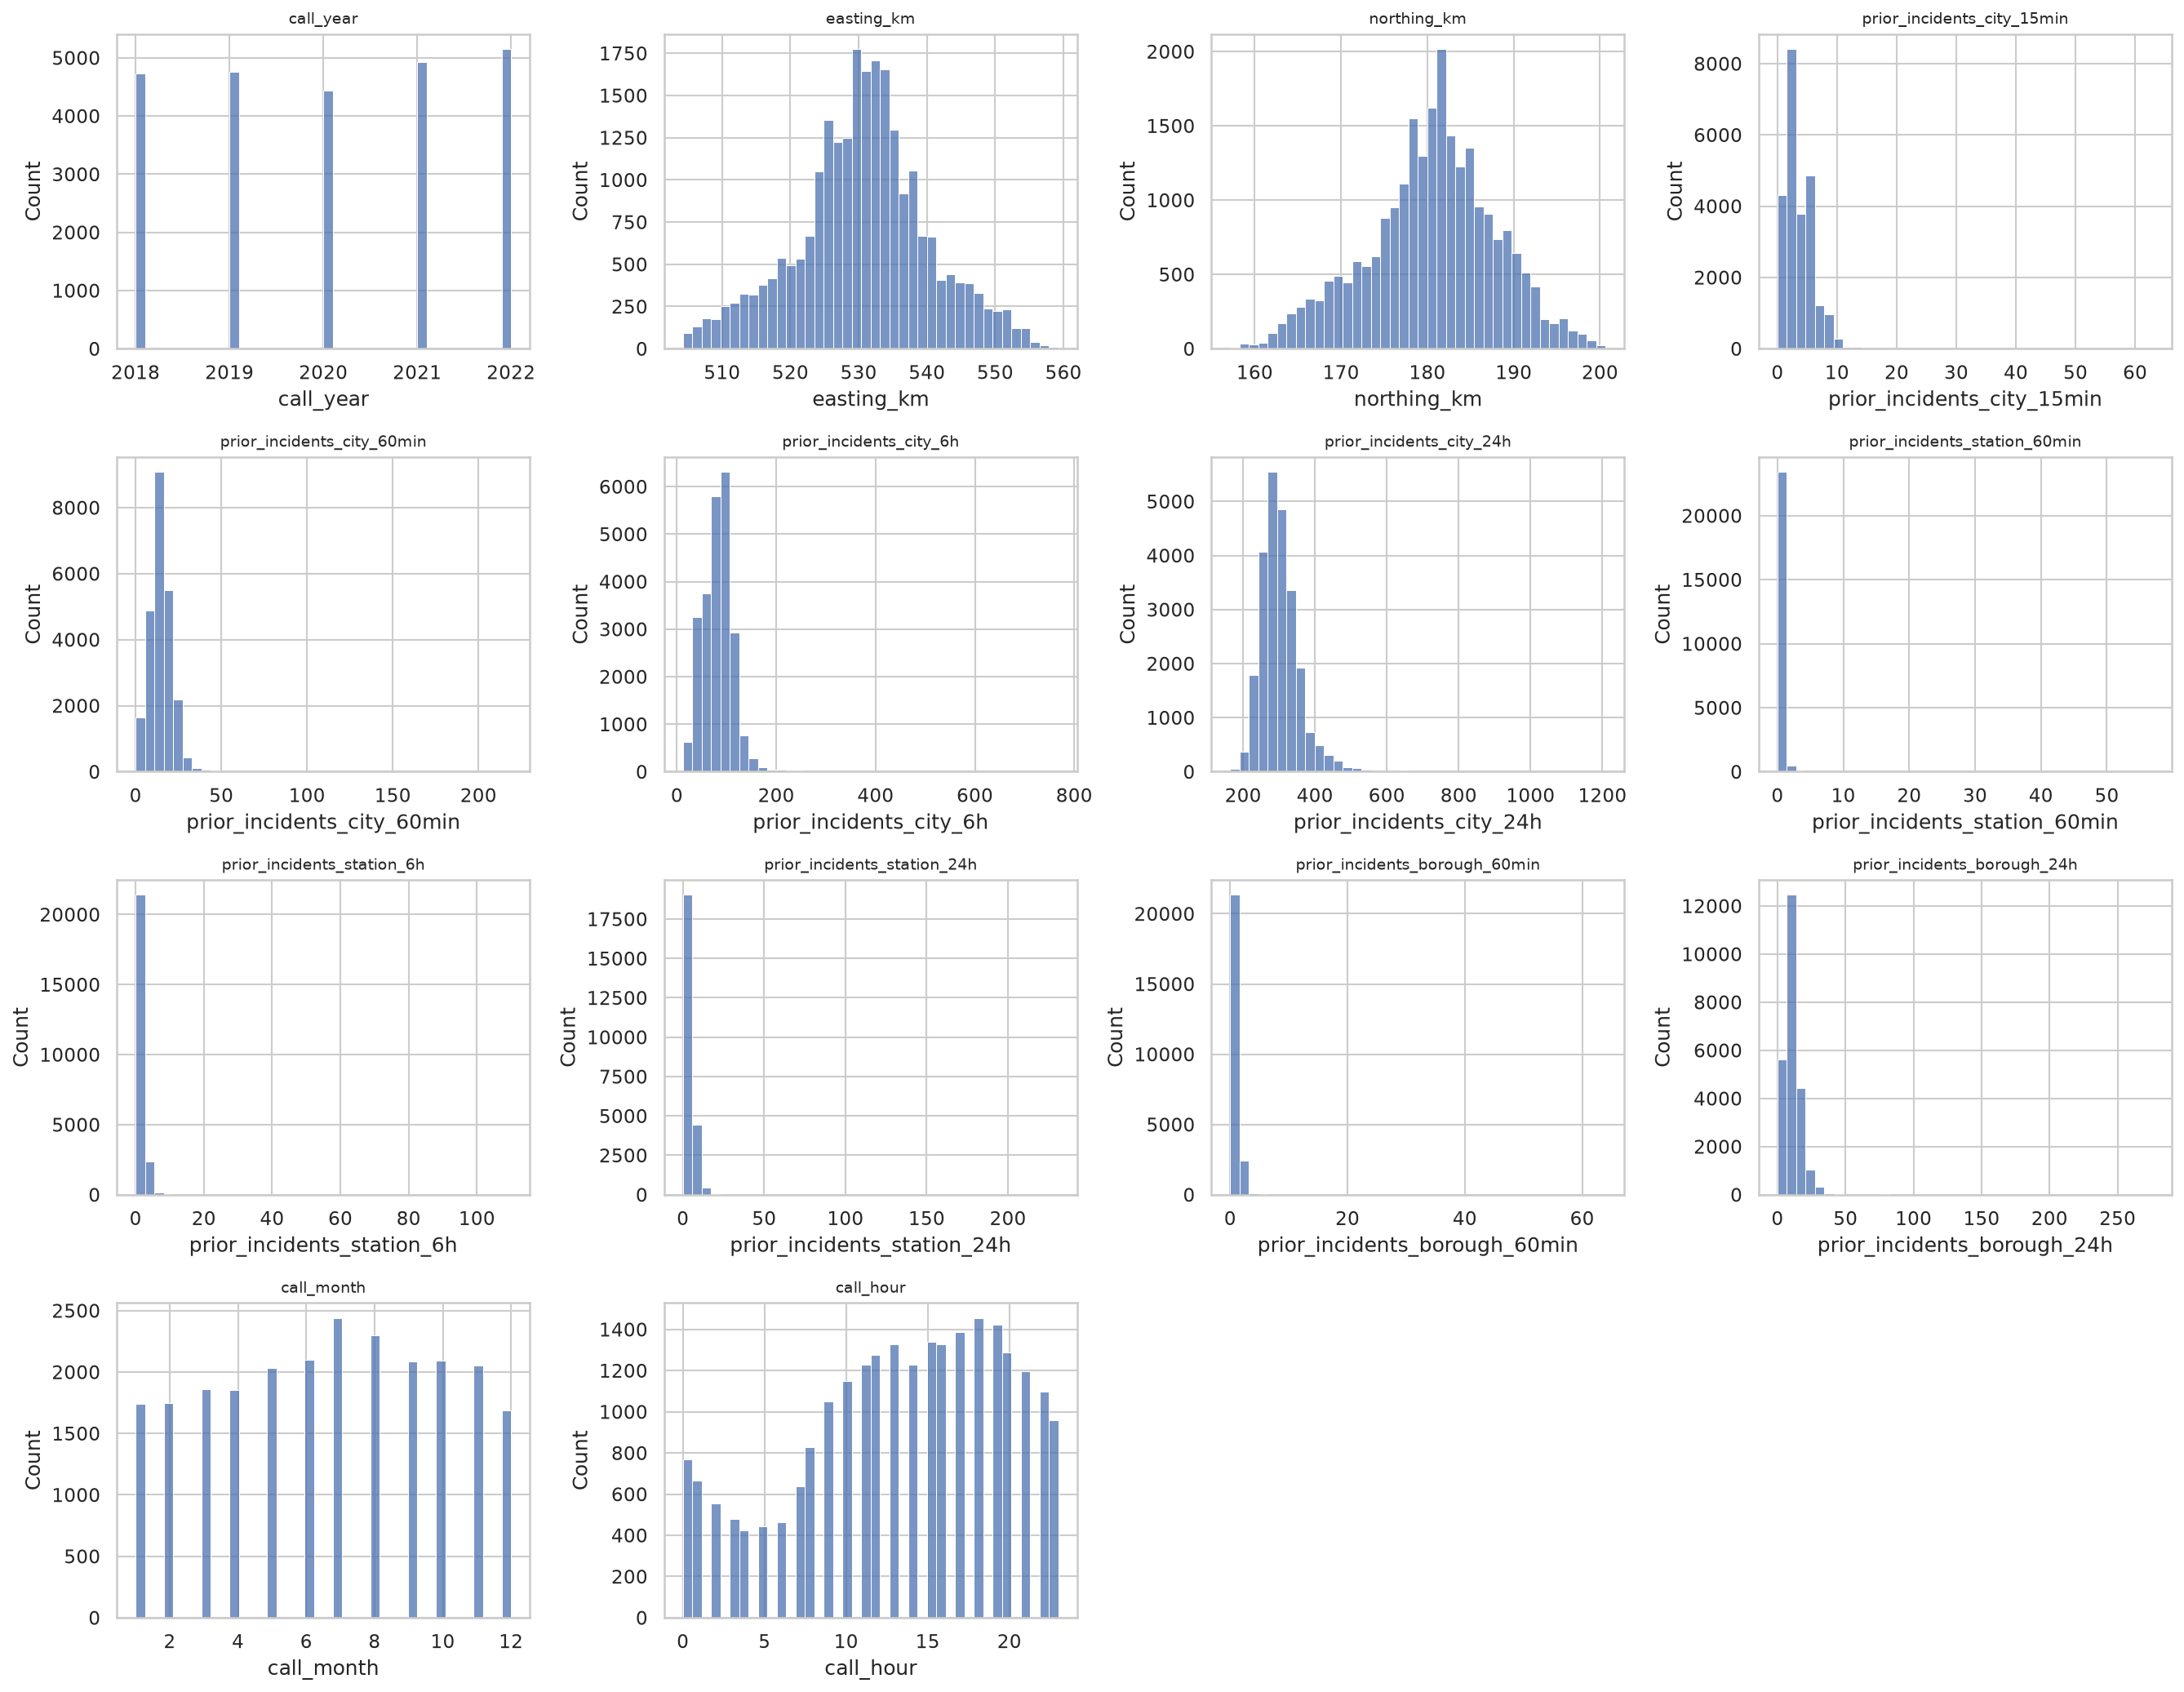 call_year
5000
4000
3000
2000
1000
0
Count
2018 2019 2020 2021 2022
call_year
easting_km
1750
1500
1250
1000
750
500
250
0
Count
510 520 530 540 550 560
easting_km
northing_km
2000
1500
1000
500
0
Count
160 170 180 190 200
northing_km
prior_incidents_city_15min
8000
6000
4000
2000
0
Count
0 10 20 30 40 50 60
prior_incidents_city_15min
prior_incidents_city_60min
8000
6000
4000
2000
0
Count
0 50 100 150 200
prior_incidents_city_60min
prior_incidents_city_6h
6000
5000
4000
3000
2000
1000
0
Count
0 200 400 600 800
prior_incidents_city_6h
prior_incidents_city_24h
5000
4000
3000
2000
1000
0
Count
200 400 600 800 1000 1200
prior_incidents_city_24h
prior_incidents_station_60min
20000
15000
10000
5000
0
Count
0 10 20 30 40 50
prior_incidents_station_60min
prior_incidents_station_6h
20000
15000
10000
5000
0
Count
0 20 40 60 80 100
prior_incidents_station_6h
prior_incidents_station_24h
17500
15000
12500
10000
7500
5000
2500
0
Count
0 50 100 150 200
prior_incidents_station_24h
prior_incidents_borough_60min
20000
15000
10000
5000
0
Count
0 20 40 60
prior_incidents_borough_60min
prior_incidents_borough_24h
12000
10000
8000
6000
4000
2000
0
Count
0 50 100 150 200 250
prior_incidents_borough_24h
call_month
2500
2000
1500
1000
500
0
Count
2 4 6 8 10 12
call_month
call_hour
1400
1200
1000
800
600
400
200
0
Count
0 5 10 15 20
call_hour